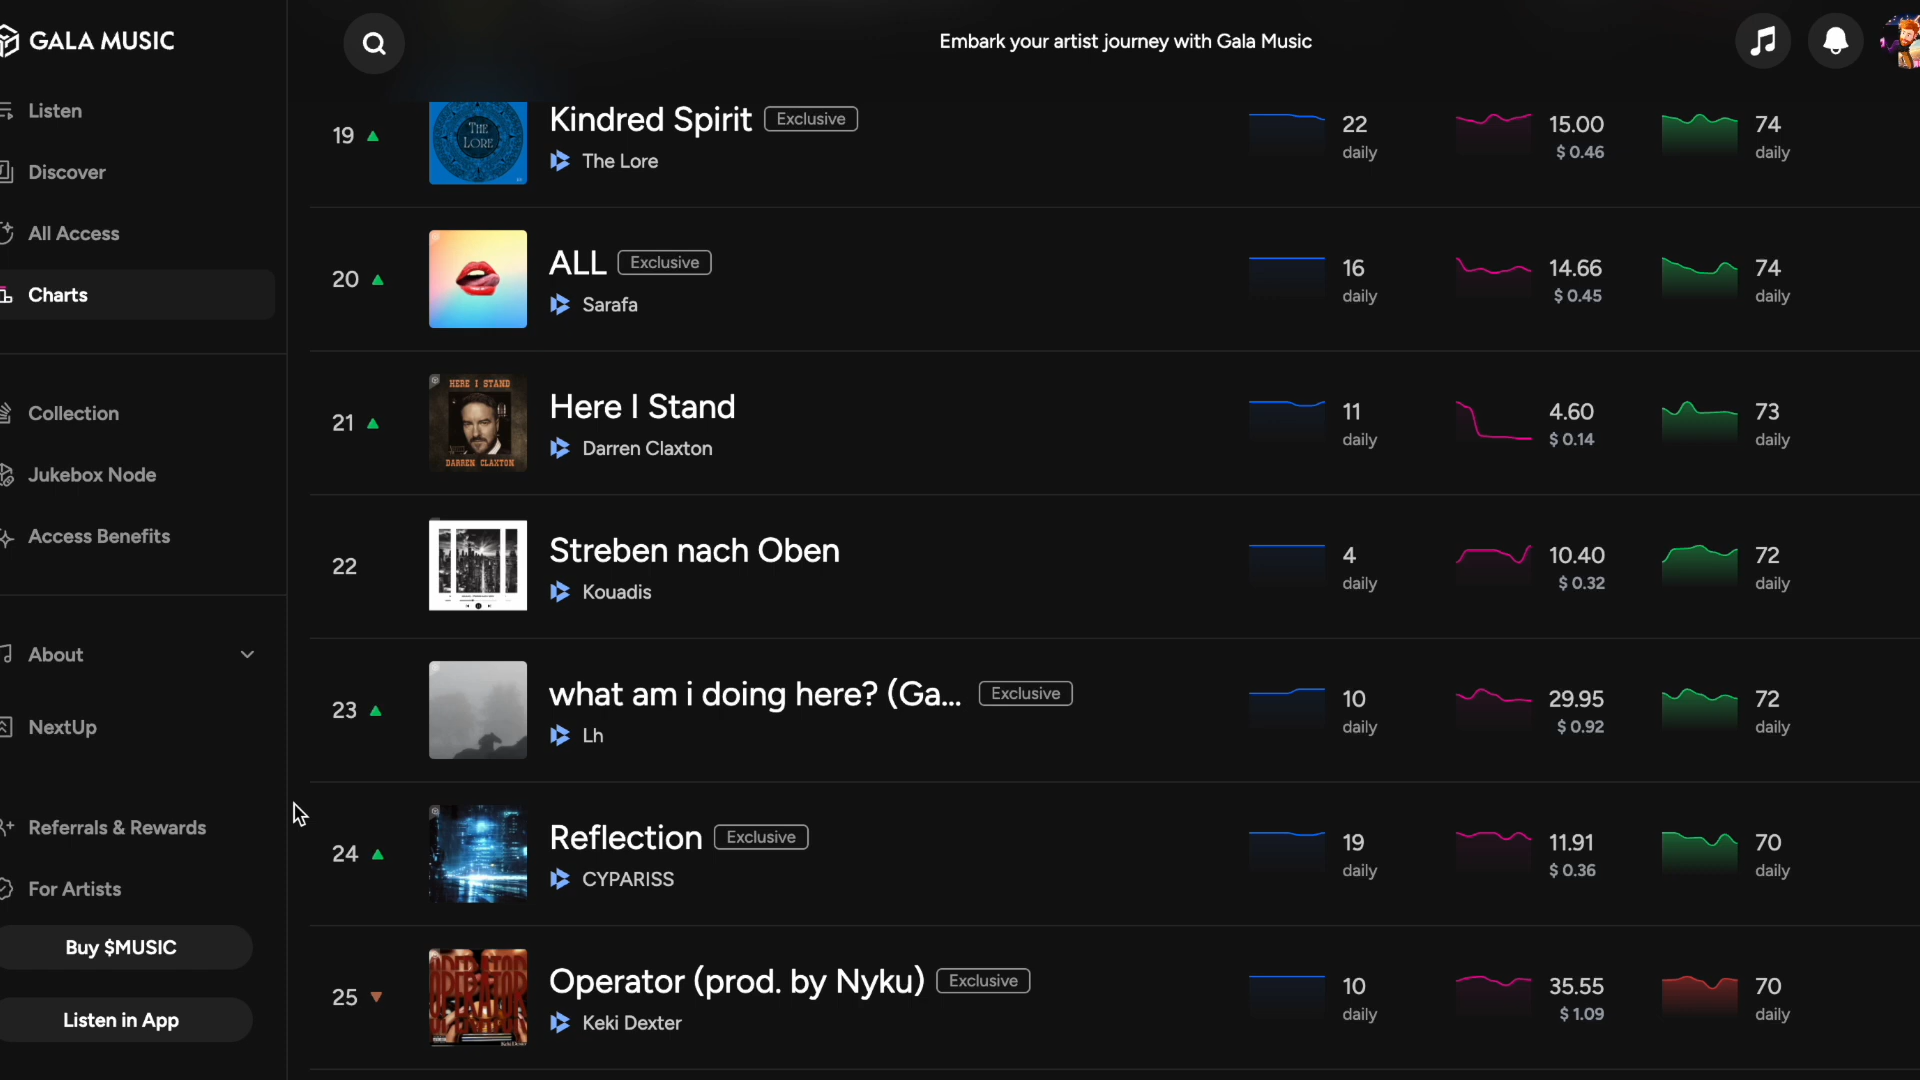 GALA MUSIC
Embark your artist journey with Gala Music
Listen
Discover
All Access
Charts
Collection
Jukebox Node
Access Benefits
About
NextUp
Referrals & Rewards
For Artists
Buy $MUSIC
Listen in App
19
THE
LORE
Kindred Spirit Exclusive
The Lore
22
daily
15.00
$ 0.46
74
daily
20
ALL Exclusive
Sarafa
16
daily
14.66
$ 0.45
74
daily
21
HERE I STAND
DARREN CLAXTON
Here I Stand
Darren Claxton
11
daily
4.60
$ 0.14
73
daily
22
Streben nach Oben
Kouadis
4
daily
10.40
$ 0.32
72
daily
23
what am i doing here? (Ga... Exclusive
Lh
10
daily
29.95
$ 0.92
72
daily
24
Reflection Exclusive
CYPARISS
19
daily
11.91
$ 0.36
70
daily
25
OPERATOR
Keki Dexter
Operator (prod. by Nyku) Exclusive
Keki Dexter
10
daily
35.55
$ 1.09
70
daily